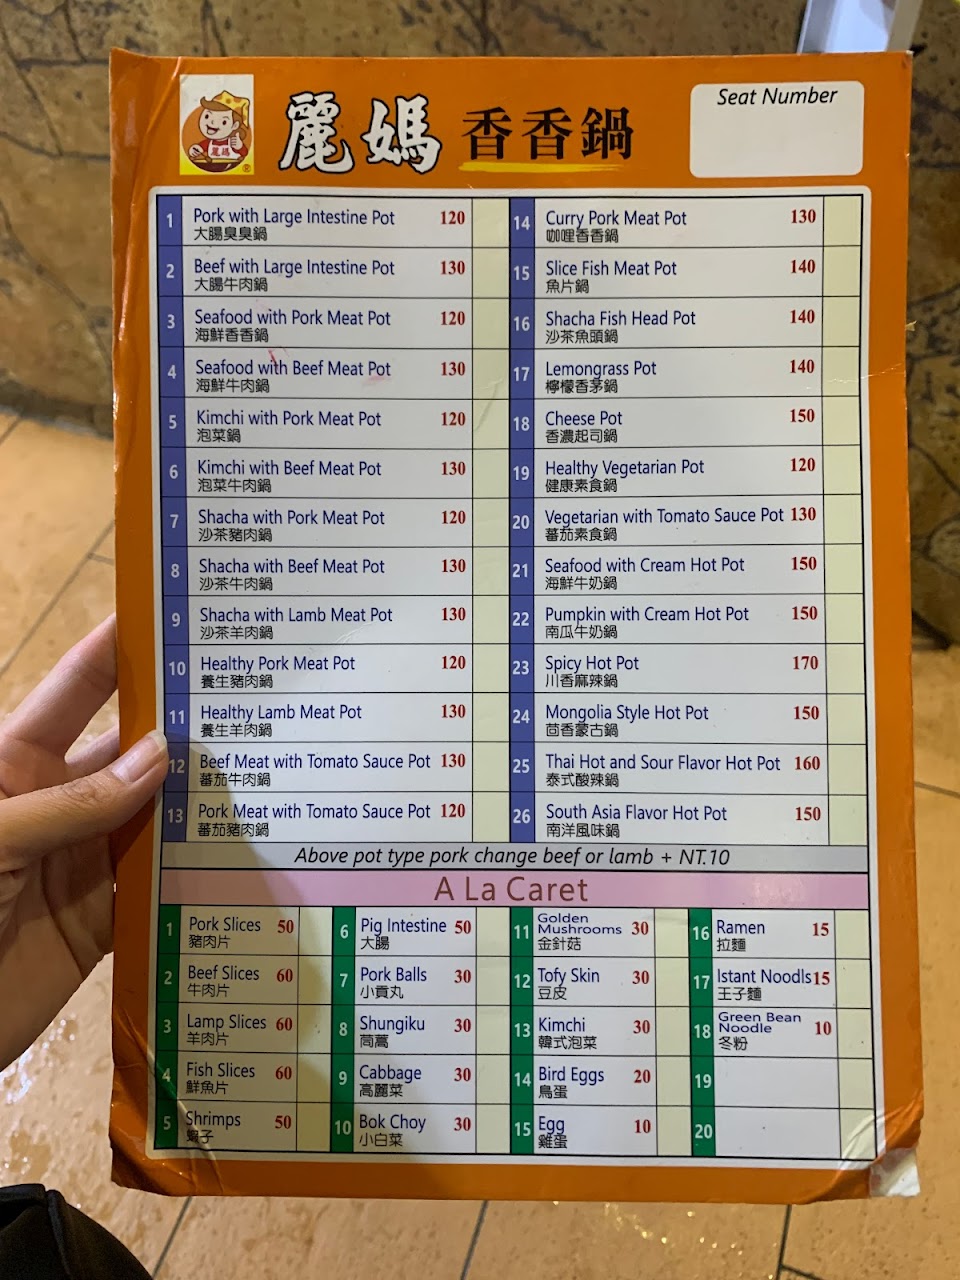 麗媽
麗媽 香香鍋
Seat Number
1 Pork with Large Intestine Pot 120
大腸臭臭鍋
2 Beef with Large Intestine Pot 130
大腸牛肉鍋
3 Seafood with Pork Meat Pot 120
海鮮香香鍋
4 Seafood with Beef Meat Pot 130
海鮮牛肉鍋
5 Kimchi with Pork Meat Pot 120
泡菜鍋
6 Kimchi with Beef Meat Pot 130
泡菜牛肉鍋
7 Shacha with Pork Meat Pot 120
沙茶豬肉鍋
8 Shacha with Beef Meat Pot 130
沙茶牛肉鍋
9 Shacha with Lamb Meat Pot 130
沙茶羊肉鍋
10 Healthy Pork Meat Pot 120
養生豬肉鍋
11 Healthy Lamb Meat Pot 130
養生羊肉鍋
12 Beef Meat with Tomato Sauce Pot 130
蕃茄牛肉鍋
13 Pork Meat with Tomato Sauce Pot 120
蕃茄豬肉鍋
14 Curry Pork Meat Pot 130
咖哩香香鍋
15 Slice Fish Meat Pot 140
魚片鍋
16 Shacha Fish Head Pot 140
沙茶魚頭鍋
17 Lemongrass Pot 140
檸檬香茅鍋
18 Cheese Pot 150
香濃起司鍋
19 Healthy Vegetarian Pot 120
健康素食鍋
20 Vegetarian with Tomato Sauce Pot 130
蕃茄素食鍋
21 Seafood with Cream Hot Pot 150
海鮮牛奶鍋
22 Pumpkin with Cream Hot Pot 150
南瓜牛奶鍋
23 Spicy Hot Pot 170
川香麻辣鍋
24 Mongolia Style Hot Pot 150
茴香蒙古鍋
25 Thai Hot and Sour Flavor Hot Pot 160
泰式酸辣鍋
26 South Asia Flavor Hot Pot 150
南洋風味鍋
Above pot type pork change beef or lamb + NT.10
A La Caret
1 Pork Slices 50
豬肉片
2 Beef Slices 60
牛肉片
3 Lamp Slices 60
羊肉片
4 Fish Slices 60
鮮魚片
5 Shrimps 50
蝦子
6 Pig Intestine 50
大腸
7 Pork Balls 30
小貢丸
8 Shungiku 30
茼蒿
9 Cabbage 30
高麗菜
10 Bok Choy 30
小白菜
11 Golden
Mushrooms 30
金針菇
12 Tofy Skin 30
豆皮
13 Kimchi 30
韓式泡菜
14 Bird Eggs 20
鳥蛋
15 Egg 10
雞蛋
16 Ramen 15
拉麵
17 Istant Noodls 15
王子麵
18 Green Bean
Noodle 10
冬粉
19
20